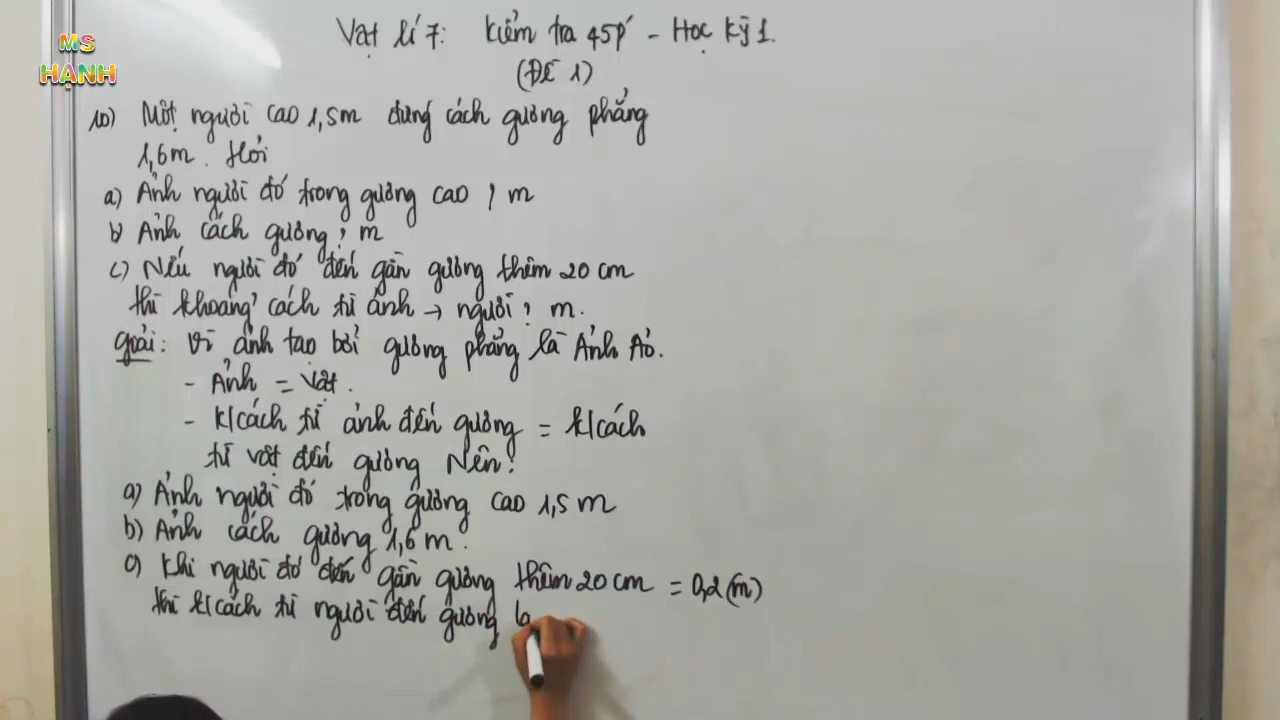 MS
HẠNH
Vật lí 7: Kiểm tra 45p' - Học kỳ 1.
(Đề 1)
10) Một người cao 1,5m đứng cách gương phẳng
1,6m. Hỏi
a) Ảnh người đó trong gương cao ? m
b) Ảnh cách gương ? m
c) Nếu người đó đến gần gương thêm 20 cm
thì khoảng cách từ ảnh → người ? m.
Giải: Vì ảnh tạo bởi gương phẳng là Ảnh Ảo.
- Ảnh = Vật.
- K/cách từ ảnh đến gương = k/cách
từ vật đến gương Nên:
a) Ảnh người đó trong gương cao 1,5 m
b) Ảnh cách gương 1,6 m.
c) Khi người đó đến gần gương thêm 20 cm = 0,2 (m)
thì k/cách từ người đến gương